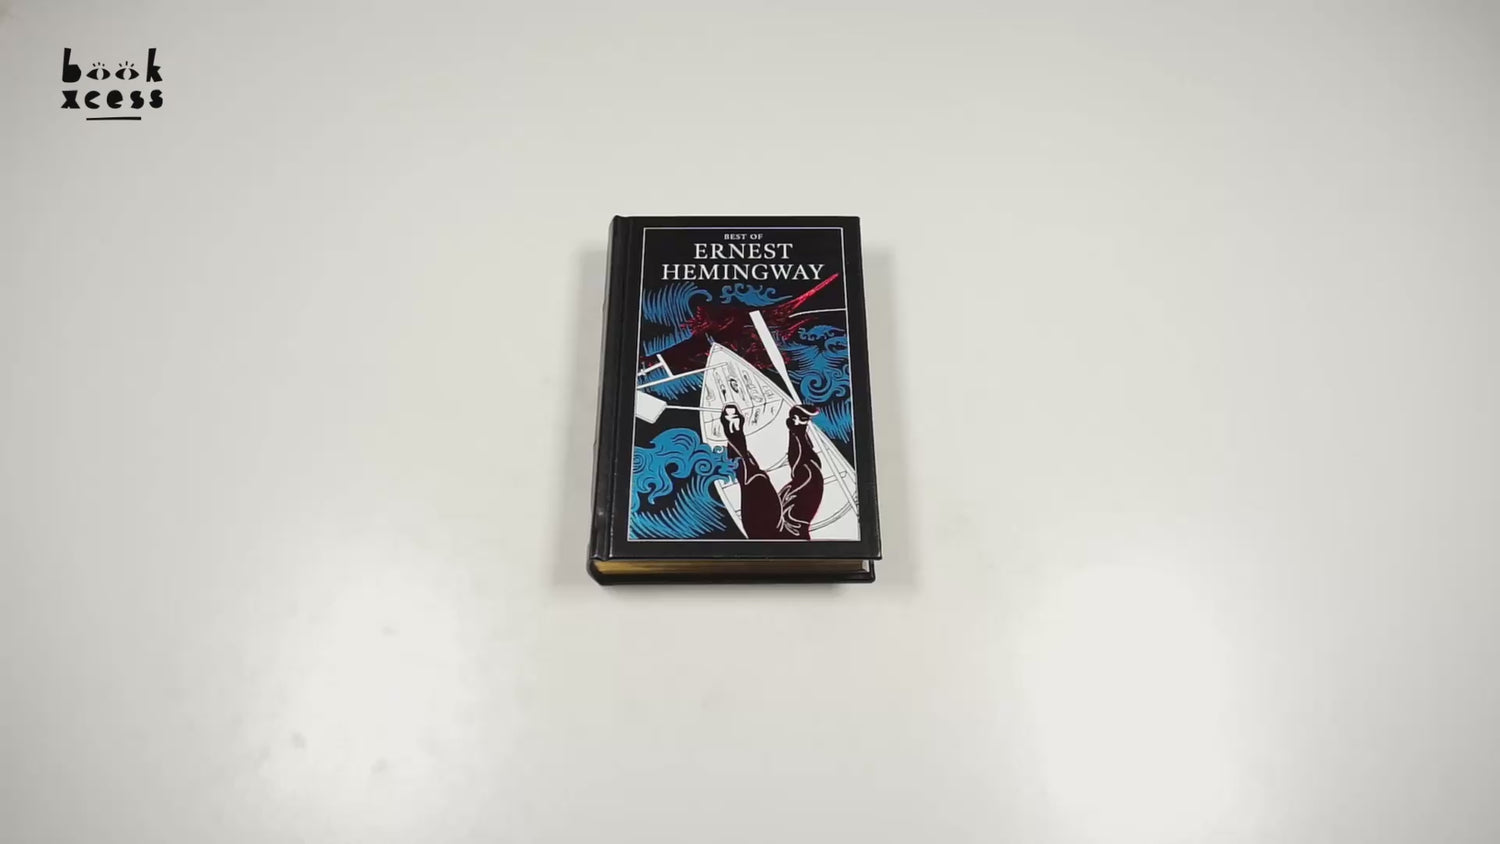 book
xcess
BEST OF
ERNEST
HEMINGWAY